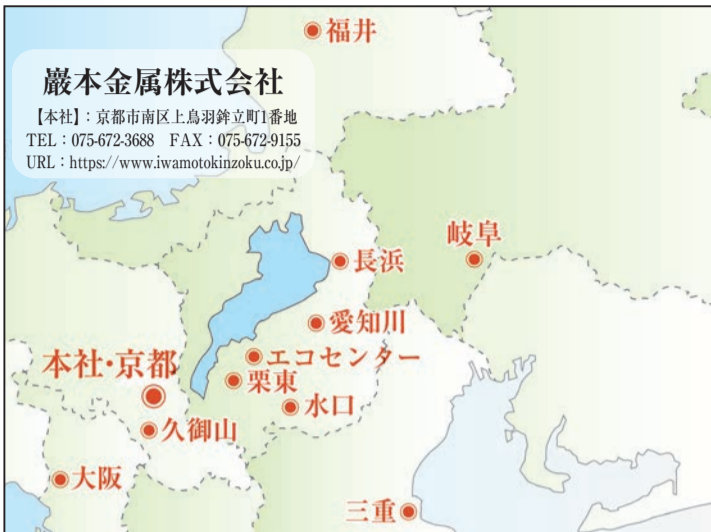 福井
巖本金属株式会社
【本社】：京都市南区上鳥羽鉾立町1番地
TEL：075-672-3688　FAX：075-672-9155
URL：https://www.iwamotokinzoku.co.jp/
岐阜
長浜
愛知川
エコセンター
本社・京都
栗東
水口
久御山
大阪
三重